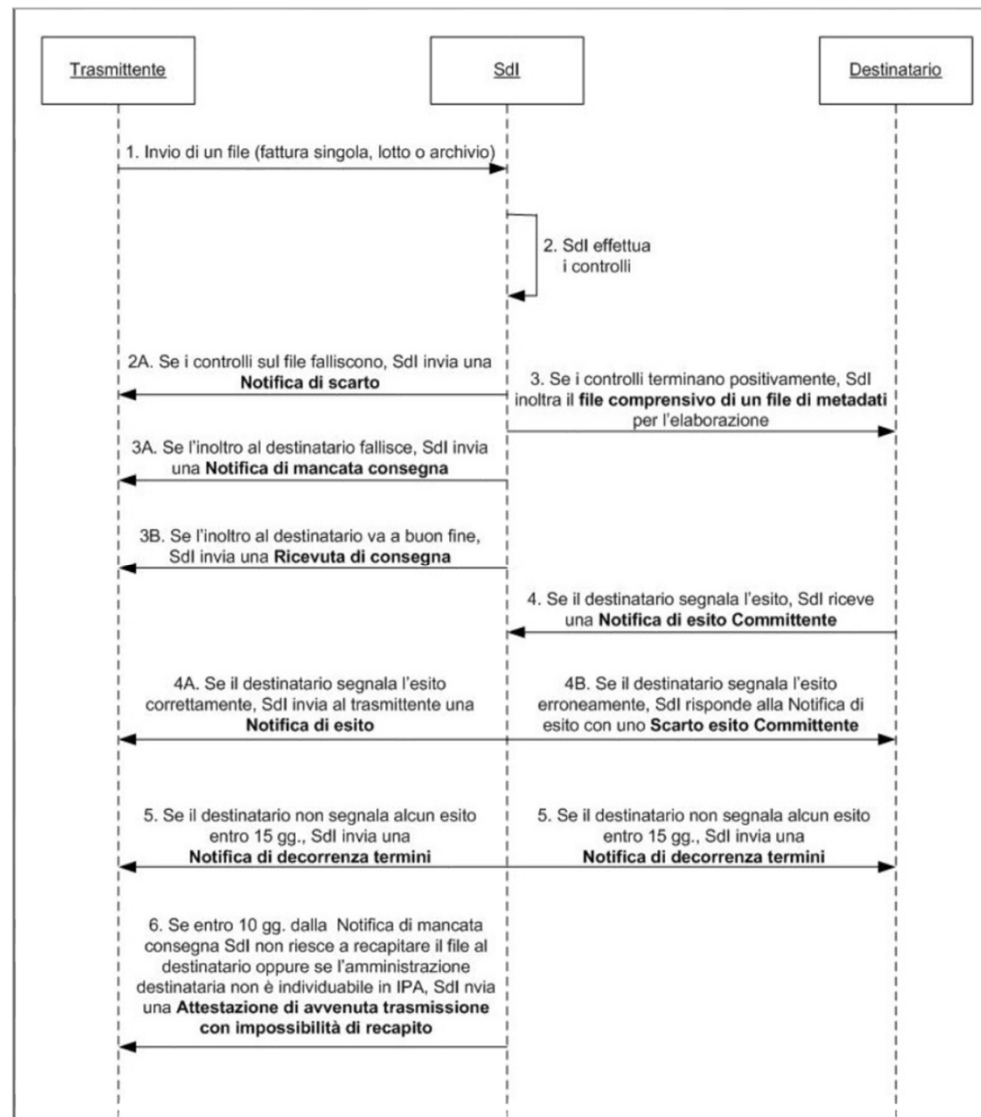 Trasmittente
SdI
Destinatario
1. Invio di un file (fattura singola, lotto o archivio)
2. SdI effettua
i controlli
2A. Se i controlli sul file falliscono, SdI invia una
Notifica di scarto
3. Se i controlli terminano positivamente, SdI
inoltra il file comprensivo di un file di metadati
per l'elaborazione
3A. Se l'inoltro al destinatario fallisce, SdI invia
una Notifica di mancata consegna
3B. Se l'inoltro al destinatario va a buon fine,
SdI invia una Ricevuta di consegna
4. Se il destinatario segnala l'esito, SdI riceve
una Notifica di esito Committente
4A. Se il destinatario segnala l'esito
correttamente, SdI invia al trasmittente una
Notifica di esito
4B. Se il destinatario segnala l'esito
erroneamente, SdI risponde alla Notifica di
esito con uno Scarto esito Committente
5. Se il destinatario non segnala alcun esito
entro 15 gg., SdI invia una
Notifica di decorrenza termini
5. Se il destinatario non segnala alcun esito
entro 15 gg., SdI invia una
Notifica di decorrenza termini
6. Se entro 10 gg. dalla Notifica di mancata
consegna SdI non riesce a recapitare il file al
destinatario oppure se l'amministrazione
destinataria non è individuabile in IPA, SdI nvia
una Attestazione di avvenuta trasmissione
con impossibilità di recapito